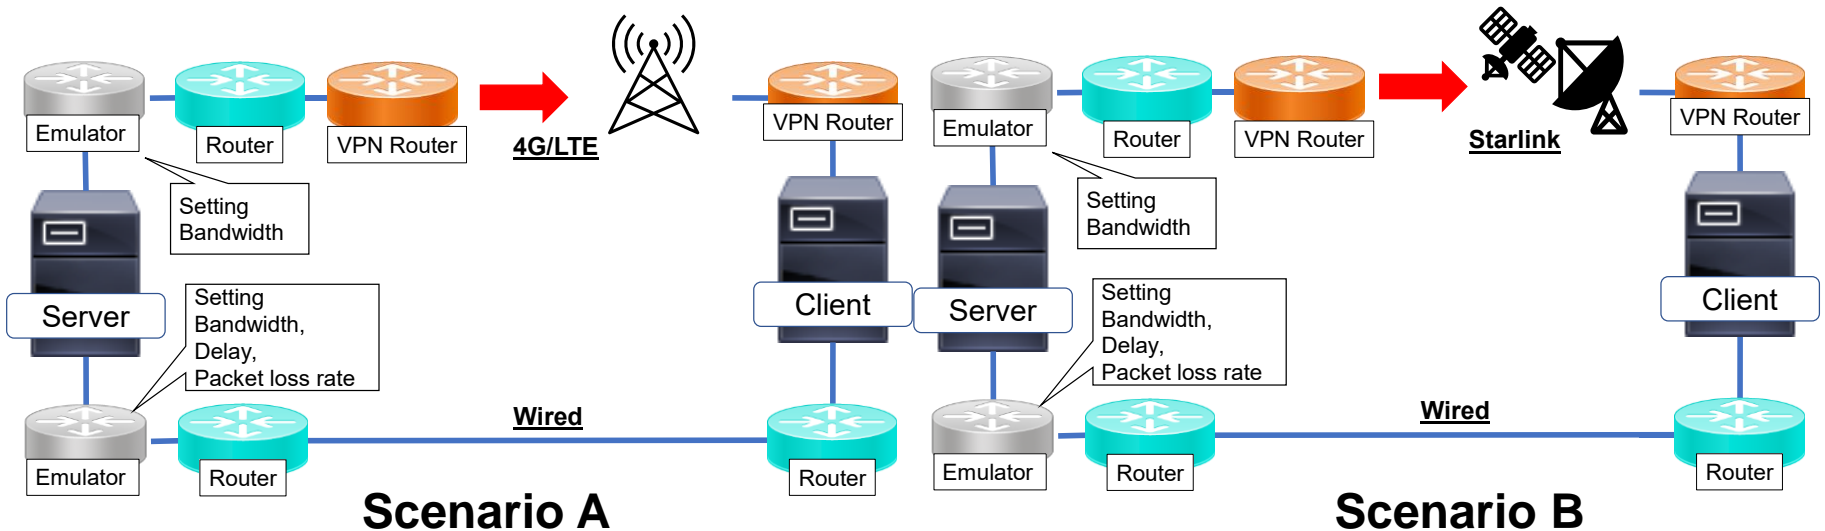 Emulator
Router
VPN Router
4G/LTE
VPN Router
Setting
Bandwidth
Server
Client
Setting
Bandwidth,
Delay,
Packet loss rate
Wired
Emulator
Router
Router
Scenario A
Emulator
Router
VPN Router
Starlink
VPN Router
Setting
Bandwidth
Server
Client
Setting
Bandwidth,
Delay,
Packet loss rate
Wired
Emulator
Router
Router
Scenario B